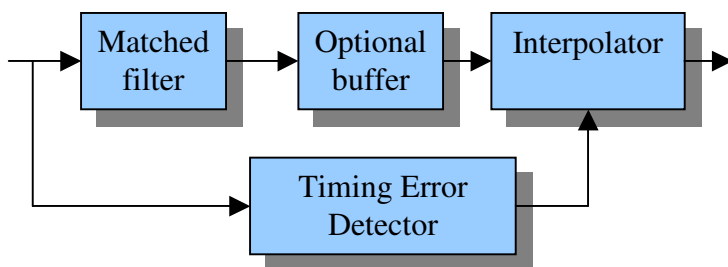 Matched
filter
Optional
buffer
Interpolator
Timing Error
Detector